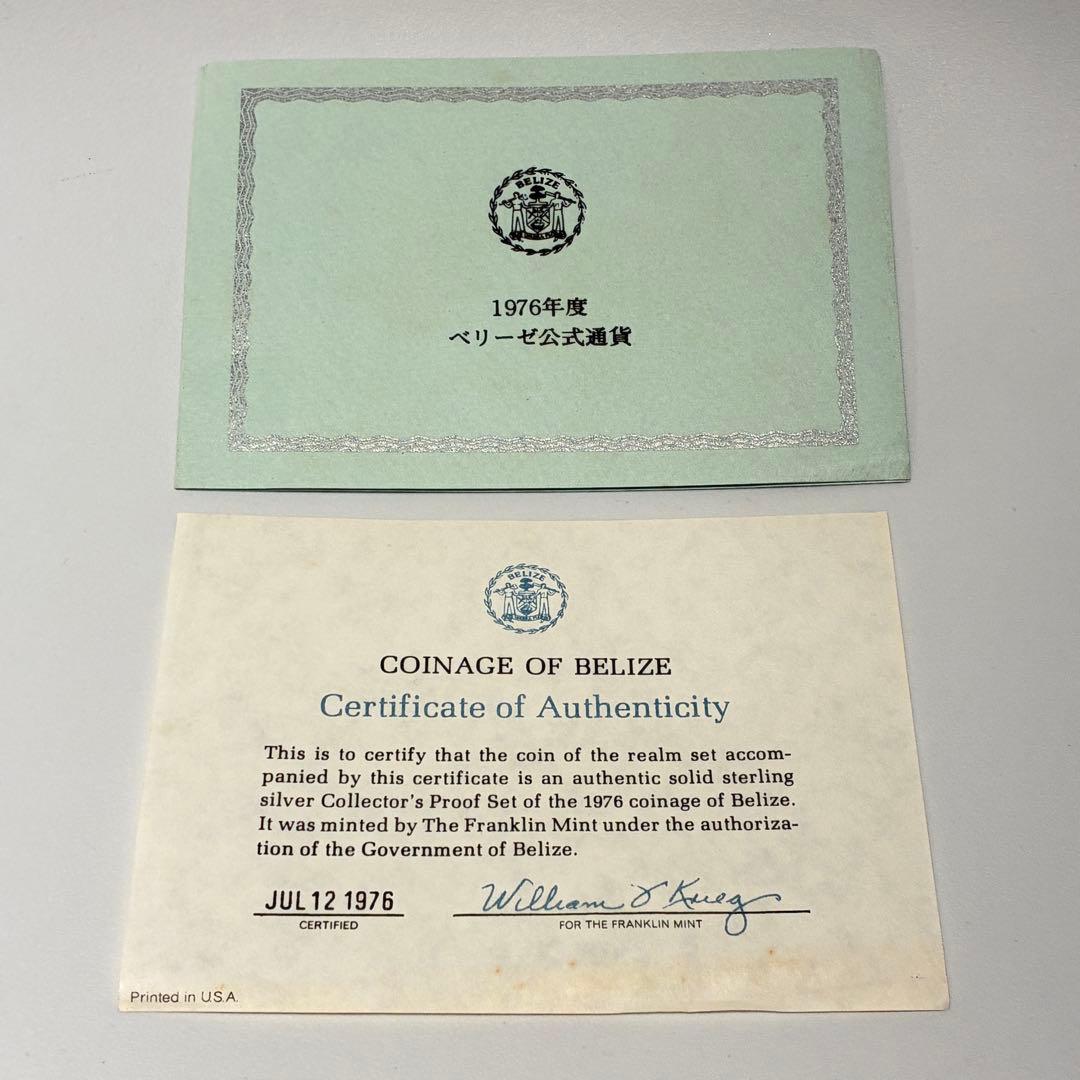 BELIZE
1976年度
ベリーゼ公式通貨
BELIZE
COINAGE OF BELIZE
Certificate of Authenticity
This is to certify that the coin of the realm set accom-
panied by this certificate is an authentic solid sterling
silver Collector's Proof Set of the 1976 coinage of Belize.
It was minted by The Franklin Mint under the authoriza-
tion of the Government of Belize.
JUL 12 1976
William J Krieg
CERTIFIED
FOR THE FRANKLIN MINT
Printed in U.S.A.